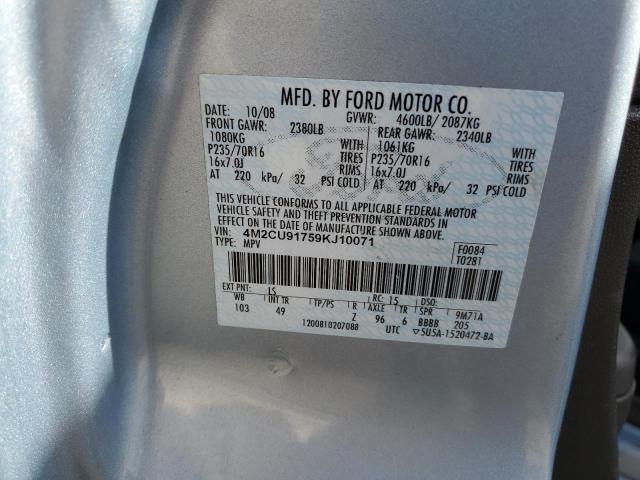 MFD. BY FORD MOTOR CO.
DATE: 10/08 GVWR: 4600LB/ 2087KG
FRONT GAWR: 2380LB REAR GAWR: 2340LB
1080KG 1061KG
P235/70R16 TIRES P235/70R16 TIRES
16x7.0J RIMS 16x7.0J RIMS
AT 220 kPa/ 32 PSI COLD AT 220 kPa/ 32 PSI COLD
THIS VEHICLE CONFORMS TO ALL APPLICABLE FEDERAL MOTOR
VEHICLE SAFETY AND THEFT PREVENTION STANDARDS IN EFFECT
ON THE DATE OF MANUFACTURE SHOWN ABOVE.
VIN: 4M2CU91759KJ10071 F0084
TYPE: MPV T0281
EXT PNT: LS RC: 15 DSO:
WB INT TR TP/PS R AXLE TR SPR 9M71A
103 49 Z 96 6 BBBB 205
1200810207088 UTC ▽5U5A-1520472-BA